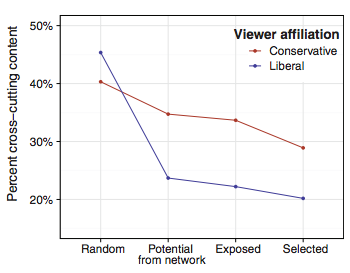 Percent cross-cutting content
50%
40%
30%
20%
Viewer affiliation
Conservative
Liberal
Random
Potential
from network
Exposed
Selected